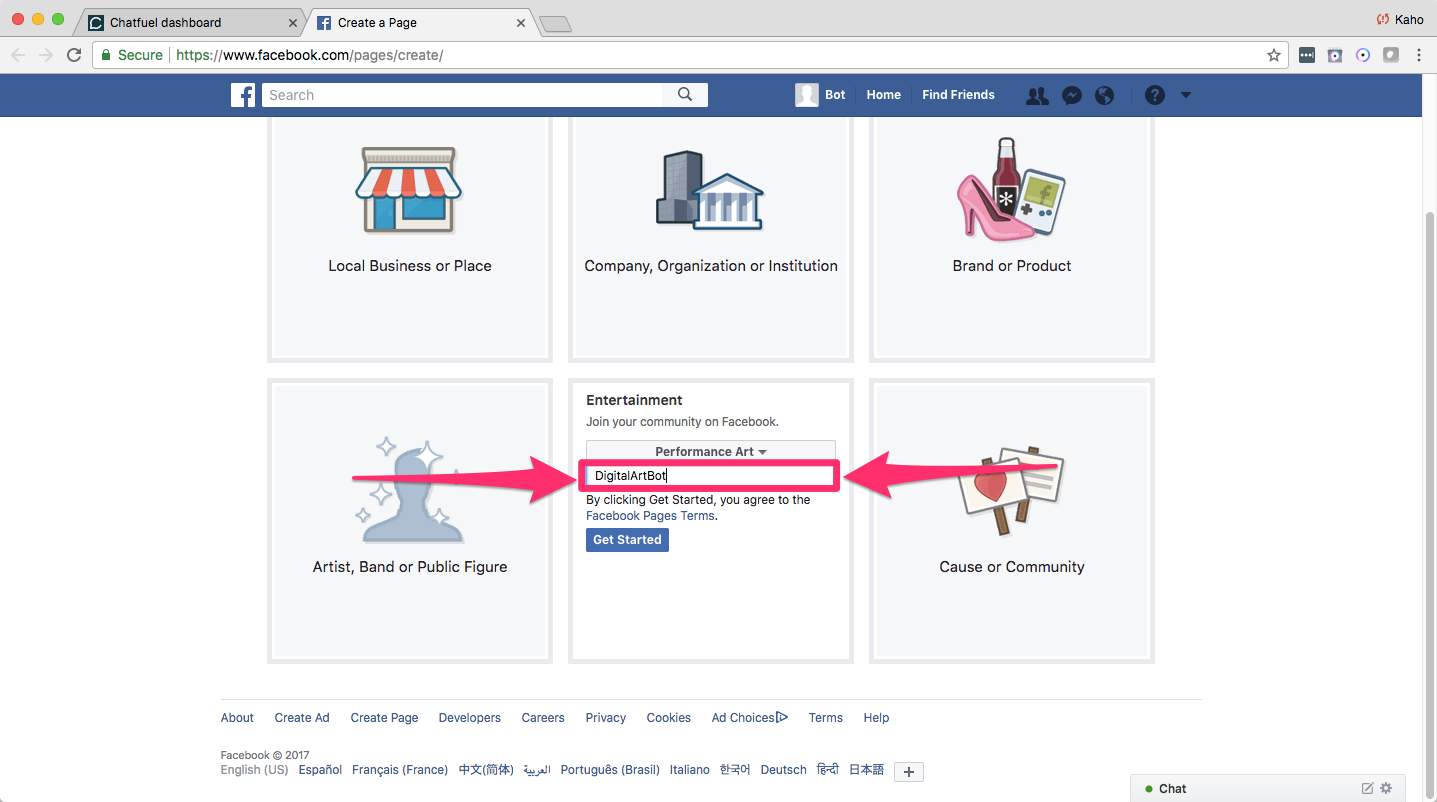 Chatfuel dashboard
Create a Page
Kaho
Secure https://www.facebook.com/pages/create/
Search
Bot Home Find Friends
Local Business or Place
Company, Organization or Institution
Brand or Product
Artist, Band or Public Figure
Entertainment
Join your community on Facebook.
Performance Art
DigitalArtBot
By clicking Get Started, you agree to the
Facebook Pages Terms.
Get Started
Cause or Community
About Create Ad Create Page Developers Careers Privacy Cookies Ad Choices Terms Help
Facebook © 2017
English (US) Español Français (France) 中文(简体) العربية Português (Brasil) Italiano 한국어 Deutsch हिन्दी 日本語
Chat